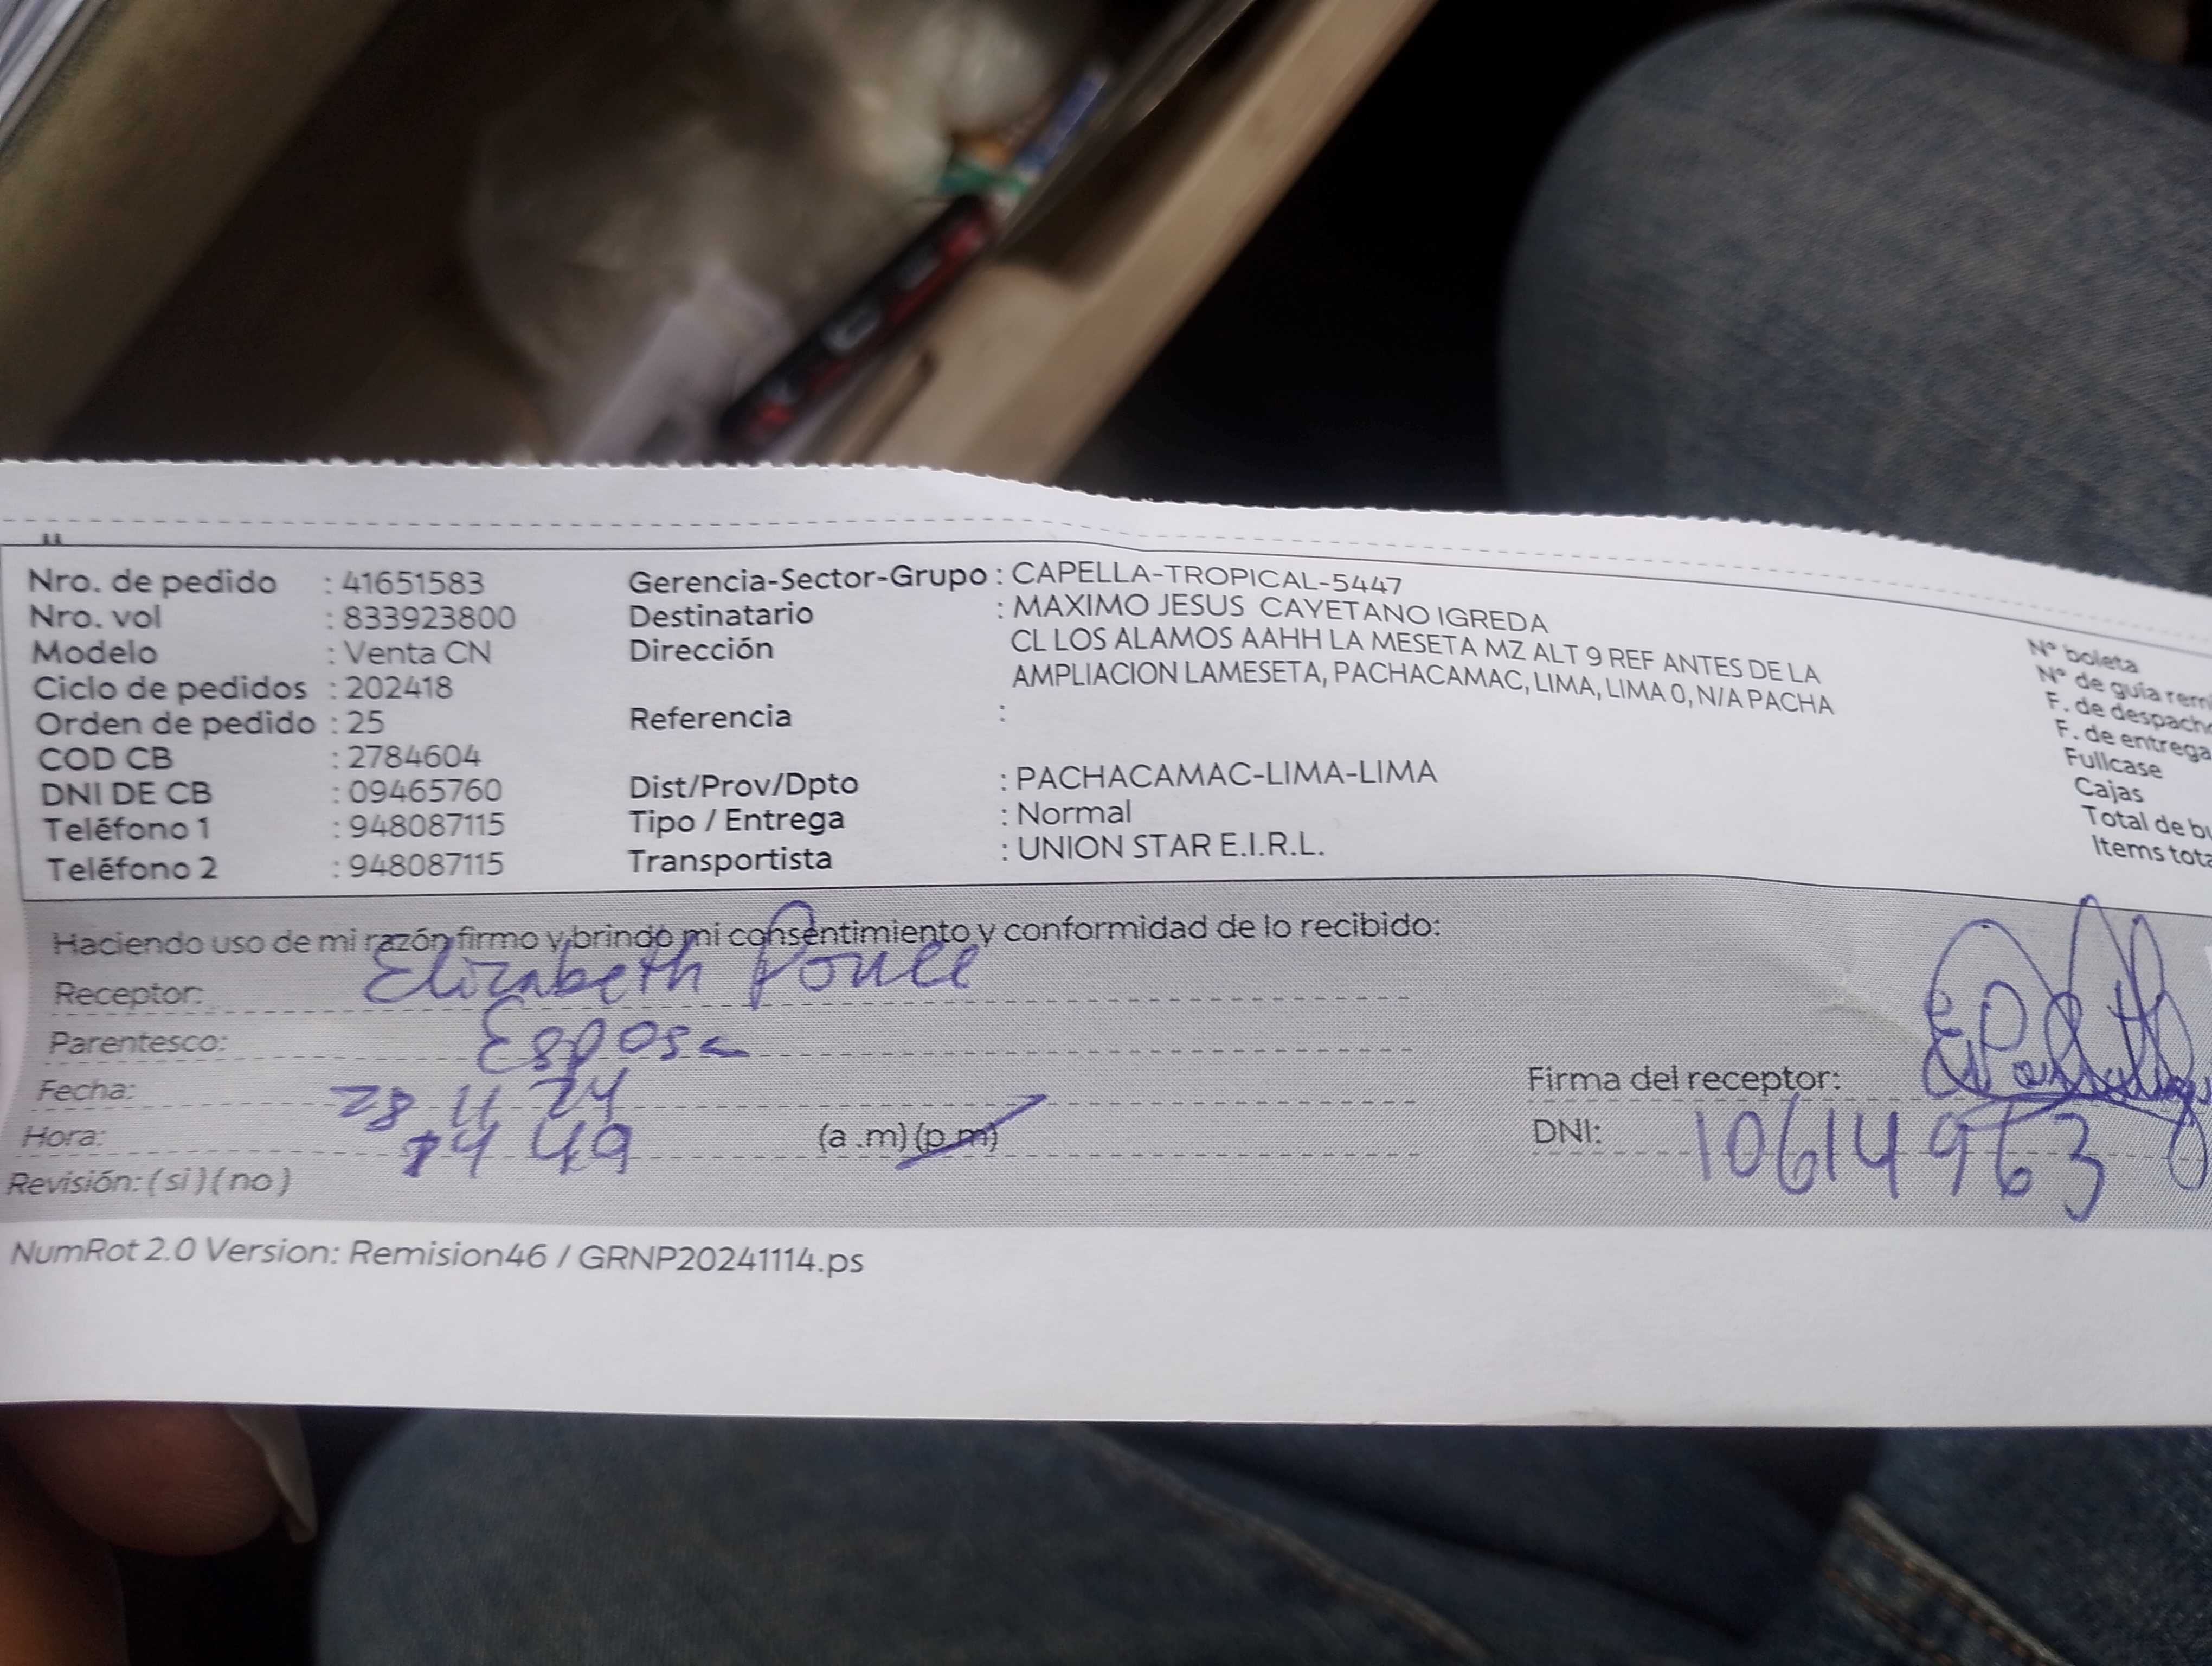 Nro. de pedido : 41651583 Gerencia-Sector-Grupo : CAPELLA-TROPICAL-5447
Nro. vol : 833923800 Destinatario : MAXIMO JESUS CAYETANO IGREDA
Modelo : Venta CN Dirección CL LOS ALAMOS AAHH LA MESETA MZ ALT 9 REF ANTES DE LA
Ciclo de pedidos : 202418 AMPLIACION LAMESETA, PACHACAMAC, LIMA, LIMA 0, N/A PACHA
Orden de pedido : 25 Referencia :
COD CB : 2784604
DNI DE CB : 09465760 Dist/Prov/Dpto : PACHACAMAC-LIMA-LIMA
Teléfono 1 : 948087115 Tipo / Entrega : Normal
Teléfono 2 : 948087115 Transportista : UNION STAR E.I.R.L.
N° boleta
N° de guía remi
F. de despacho
F. de entrega
Fullcase
Cajas
Total de bu
Items tota
Haciendo uso de mi razón firmo y brindo mi consentimiento y conformidad de lo recibido:
Receptor: Elizabeth Ponce
Parentesco: Esposa
Fecha: 28 11 24
Hora: 14 49 (a .m) (p m)
Revisión: ( si ) ( no )
Firma del receptor:
DNI: 10614963
NumRot 2.0 Version: Remision46 / GRNP20241114.ps